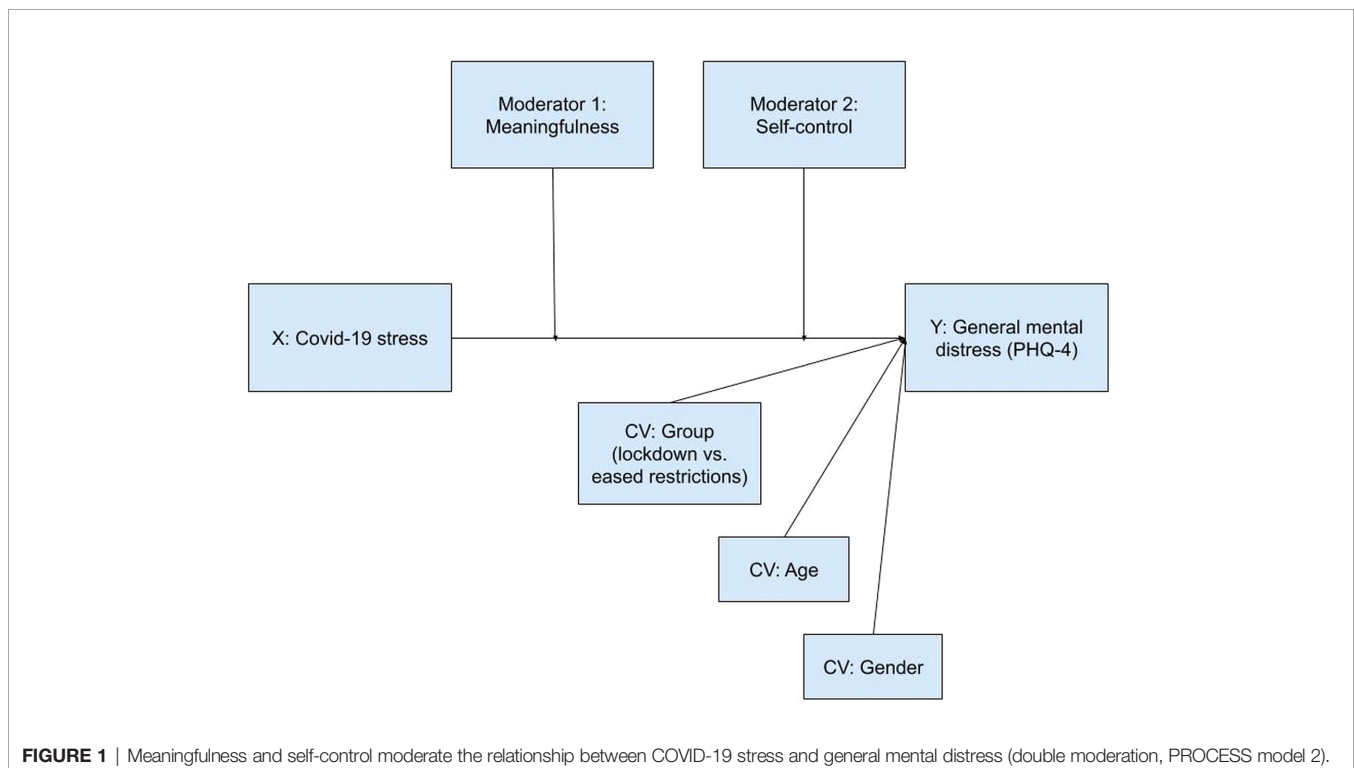 Moderator 1:
Meaningfulness
Moderator 2:
Self-control
X: Covid-19 stress
Y: General mental
distress (PHQ-4)
CV: Group
(lockdown vs.
eased restrictions)
CV: Age
CV: Gender
FIGURE 1 | Meaningfulness and self-control moderate the relationship between COVID-19 stress and general mental distress (double moderation, PROCESS model 2).